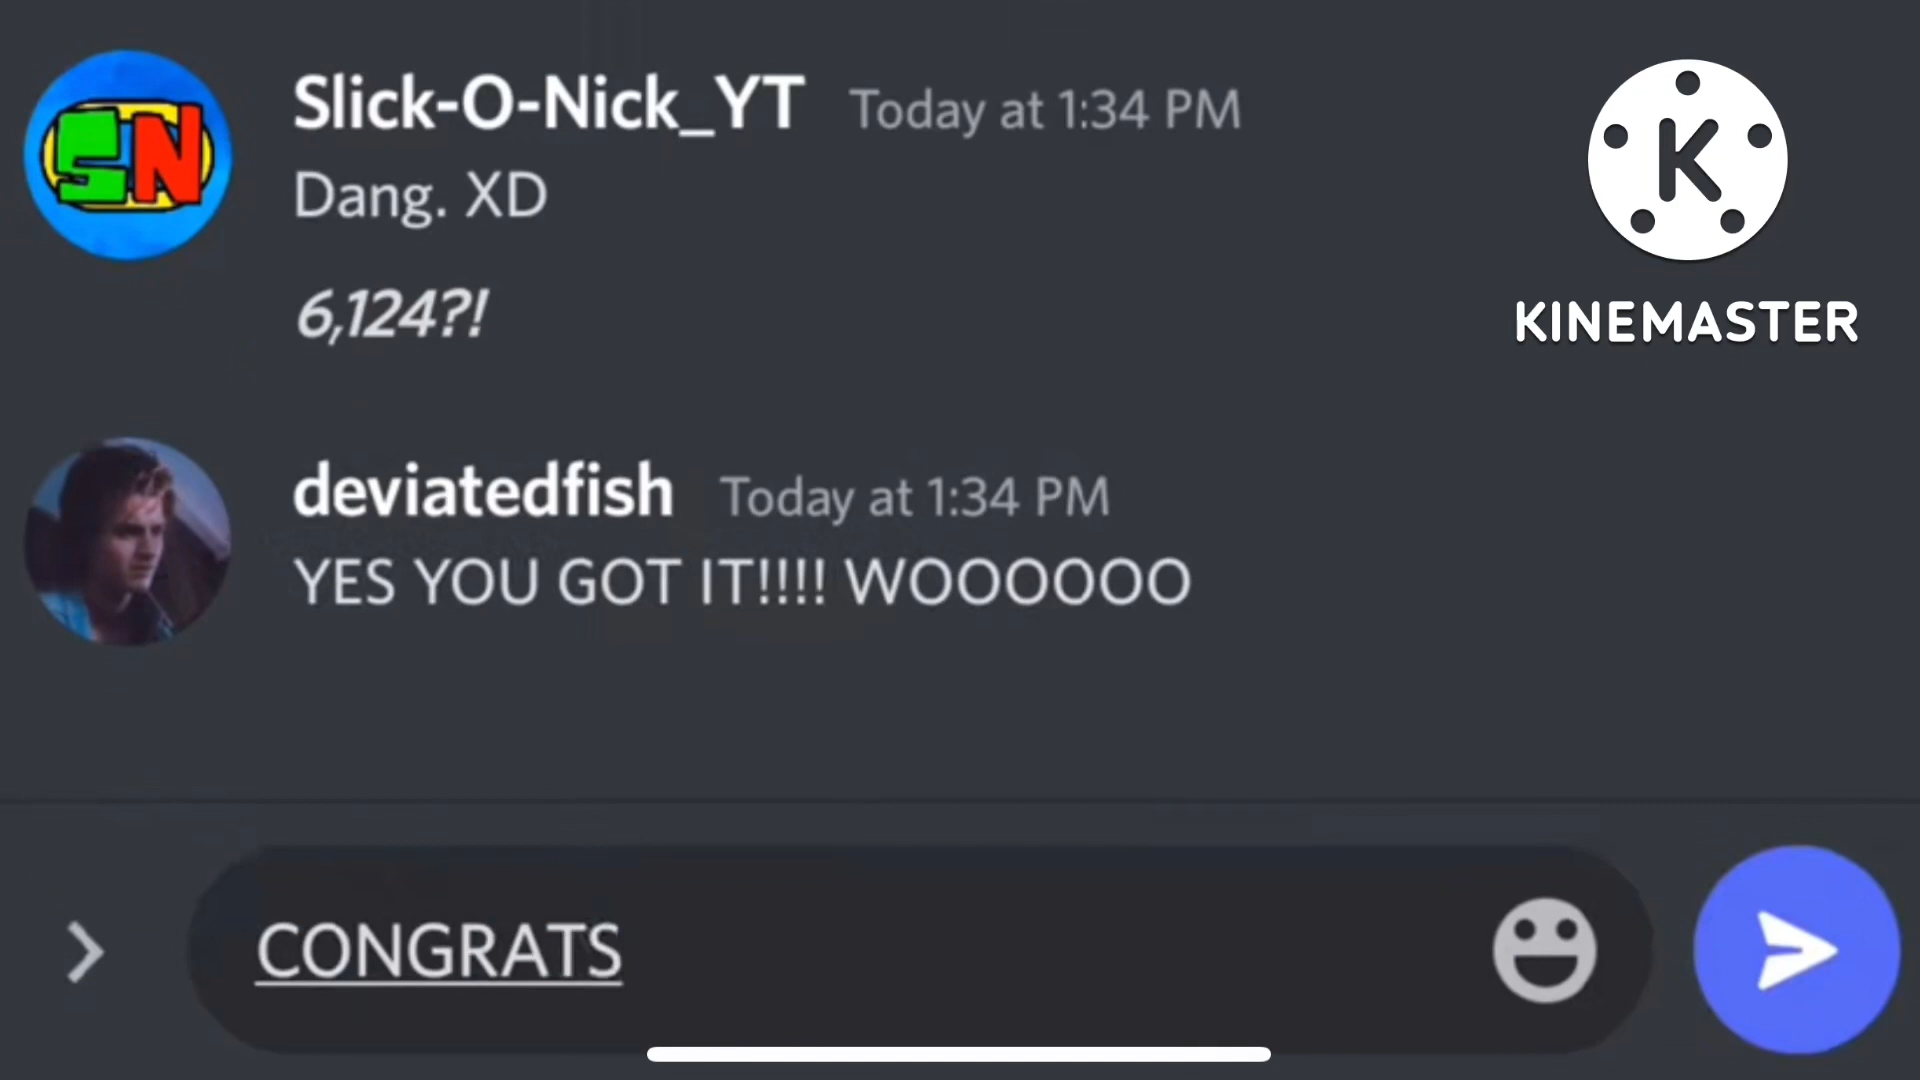 SN
Slick-O-Nick_YT Today at 1:34 PM
Dang. XD
6,124?!
K
KINEMASTER
deviatedfish Today at 1:34 PM
YES YOU GOT IT!!!! WOOOOOO
CONGRATS